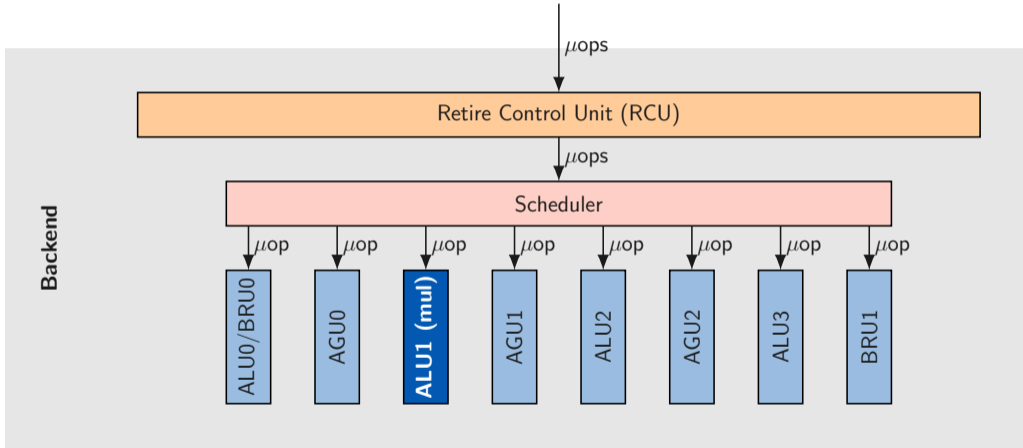 μops
Retire Control Unit (RCU)
μops
Scheduler
μop
μop
μop
μop
μop
μop
μop
μop
Backend
ALU0/BRU0
AGU0
ALU1 (mul)
AGU1
ALU2
AGU2
ALU3
BRU1